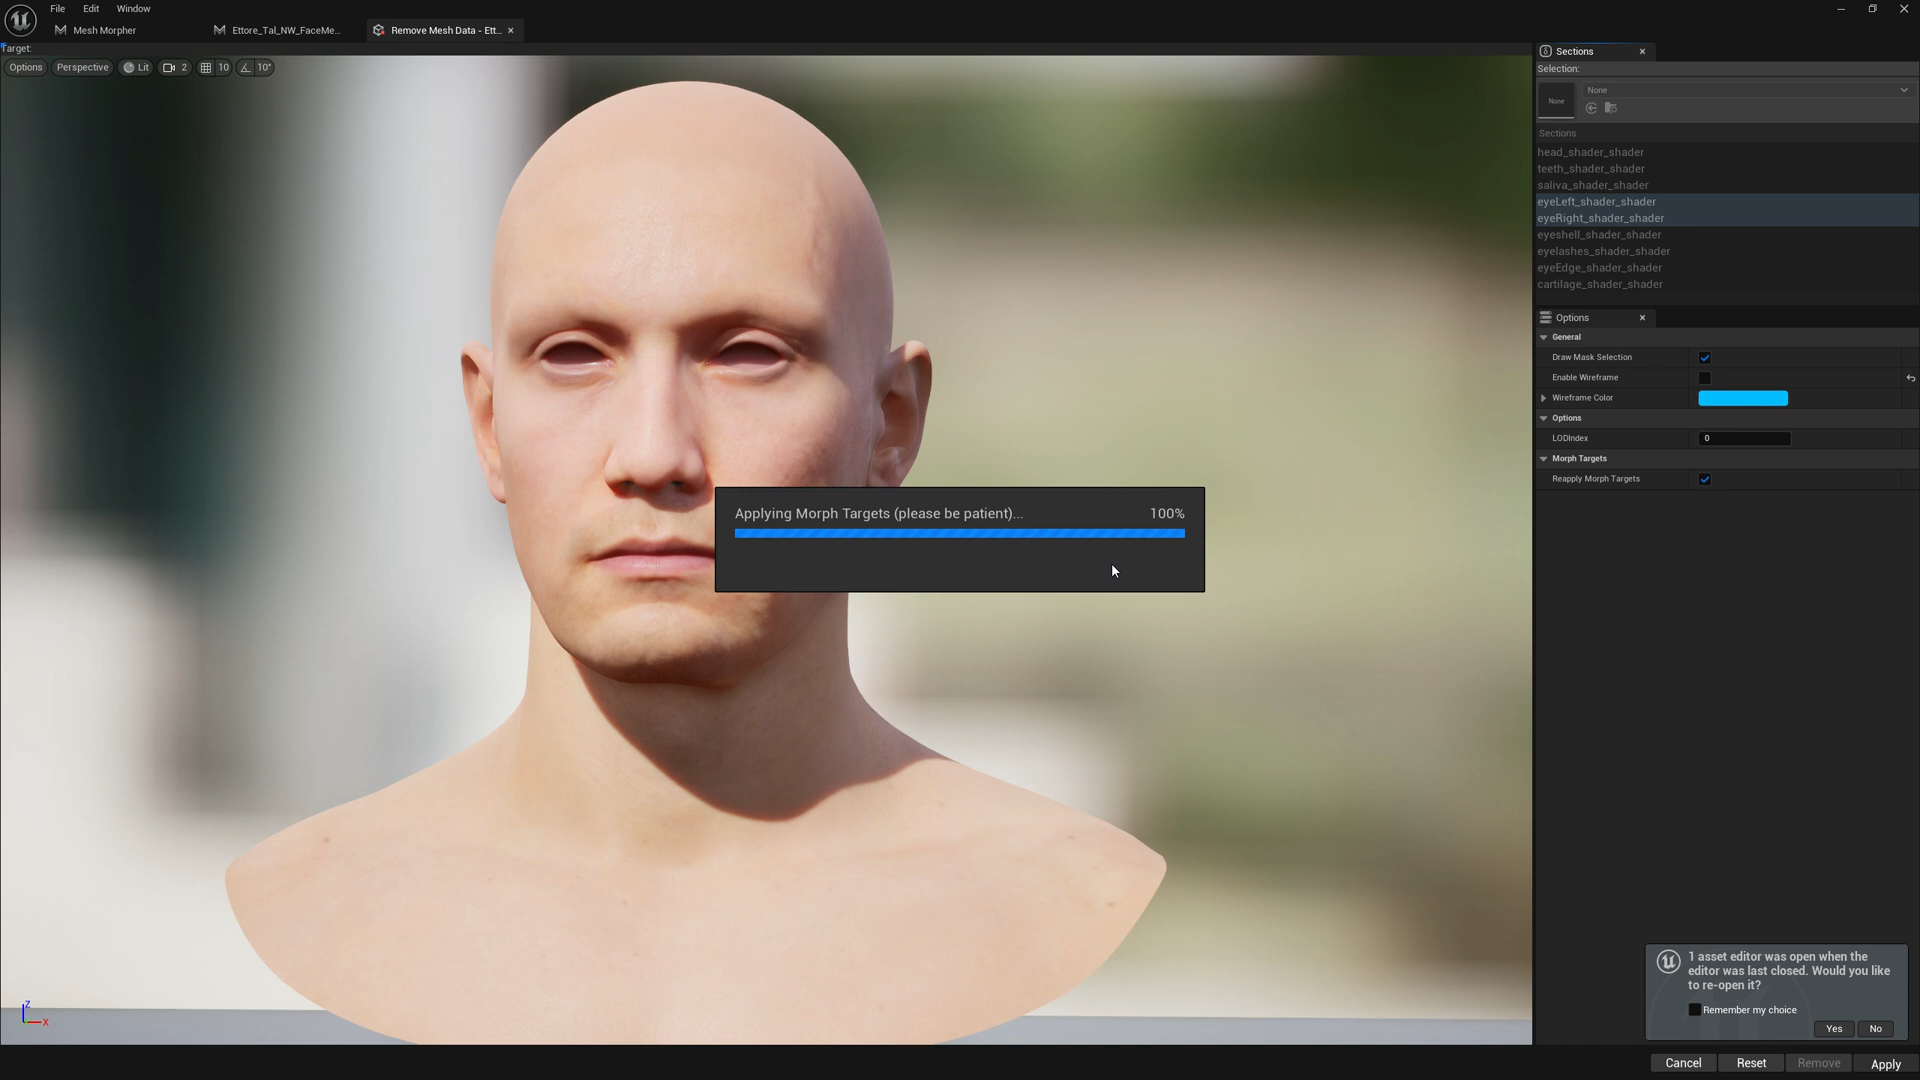 File Edit Window
Mesh Morpher
Ettore_Tal_NW_FaceMe...
Remove Mesh Data - Ett...
Target:
Options
Perspective
Lit
2
10
10°
Sections
Selection:
None
None
Sections
head_shader_shader
teeth_shader_shader
saliva_shader_shader
eyeLeft_shader_shader
eyeRight_shader_shader
eyeshell_shader_shader
eyelashes_shader_shader
eyeEdge_shader_shader
cartilage_shader_shader
Options
General
Draw Mask Selection
Enable Wireframe
Wireframe Color
Options
LODIndex 0
Morph Targets
Reapply Morph Targets
Applying Morph Targets (please be patient)... 100%
Z
X
1 asset editor was open when the
editor was last closed. Would you like
to re-open it?
Remember my choice
Yes No
Cancel Reset Remove Apply